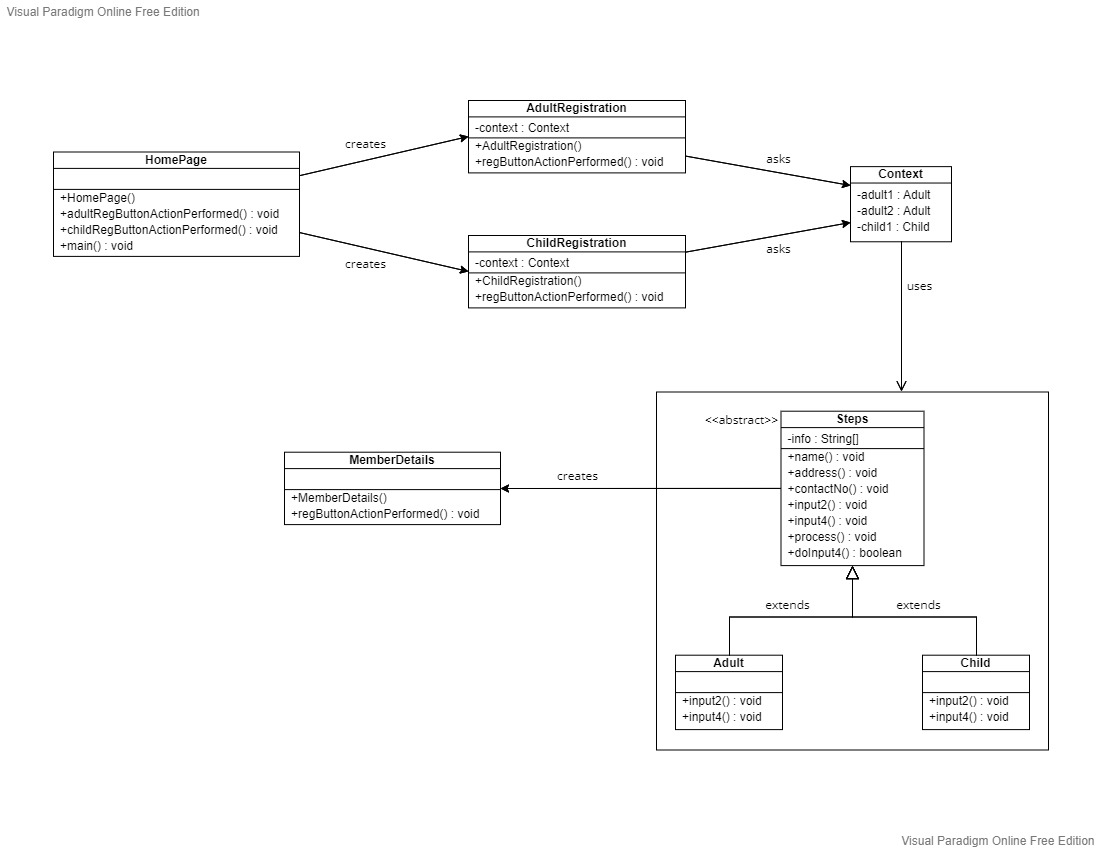 Visual Paradigm Online Free Edition
AdultRegistration
-context : Context
+AdultRegistration()
+regButtonActionPerformed() : void
creates
HomePage
+HomePage()
+adultRegButtonActionPerformed() : void
+childRegButtonActionPerformed() : void
+main() : void
creates
ChildRegistration
-context : Context
+ChildRegistration()
+regButtonActionPerformed() : void
asks
asks
Context
-adult1 : Adult
-adult2 : Adult
-child1 : Child
uses
<<abstract>>
Steps
-info : String[]
+name() : void
+address() : void
+contactNo() : void
+input2() : void
+input4() : void
+process() : void
+doInput4() : boolean
creates
MemberDetails
+MemberDetails()
+regButtonActionPerformed() : void
extends
extends
Adult
+input2() : void
+input4() : void
Child
+input2() : void
+input4() : void
Visual Paradigm Online Free Edition